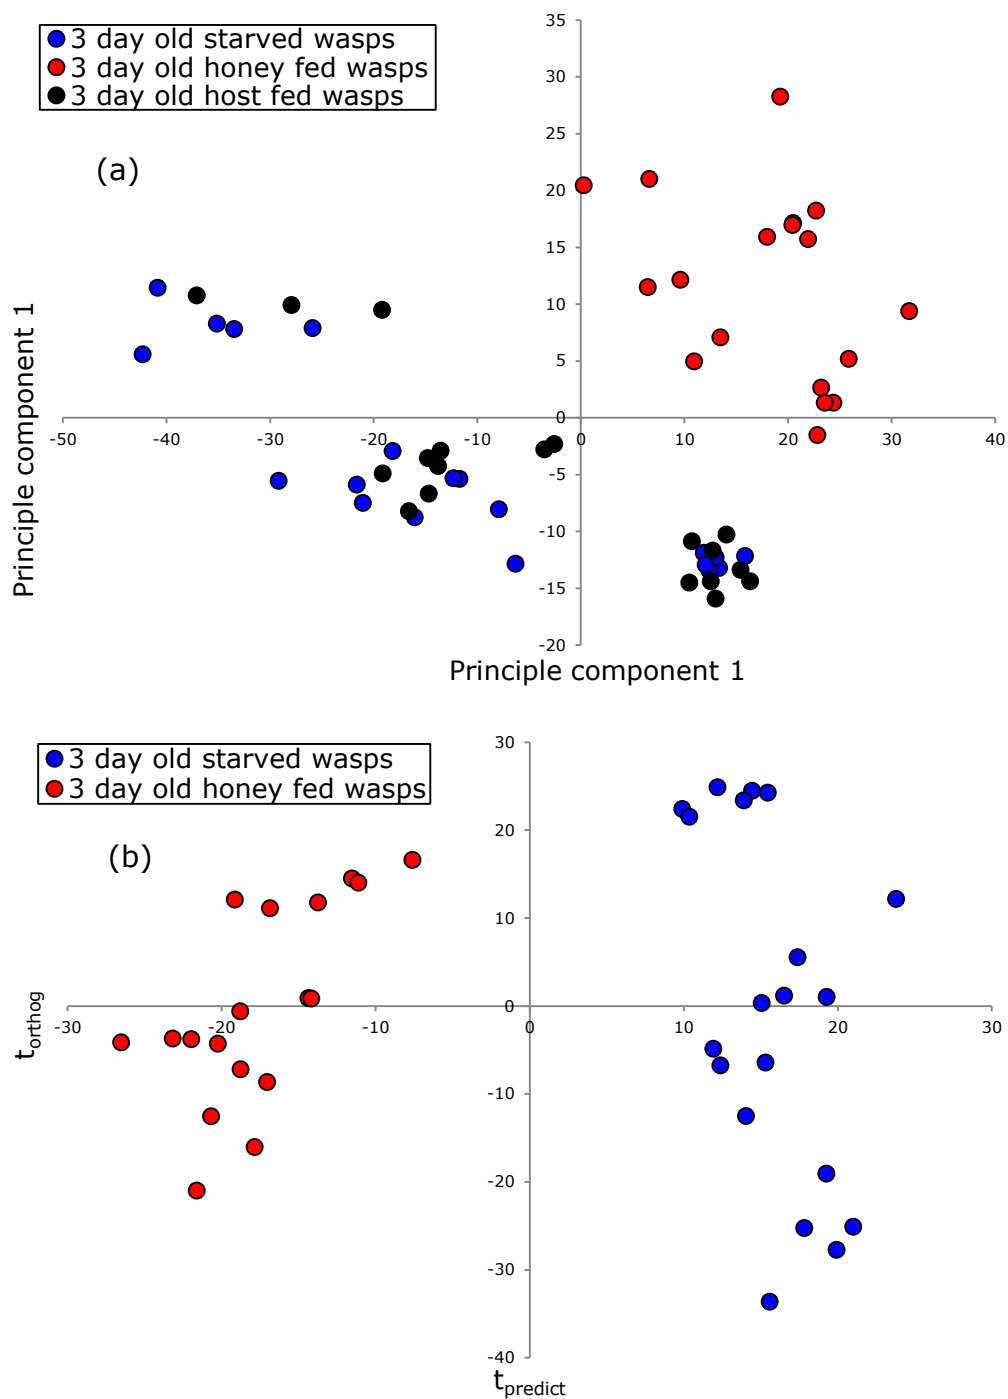 3 day old starved wasps
3 day old honey fed wasps
3 day old host fed wasps
(a)
35
30
25
20
15
10
5
0
-5
-10
-15
-20
-50 -40 -30 -20 -10 0 10 20 30 40
Principle component 1
Principle component 1
3 day old starved wasps
3 day old honey fed wasps
(b)
30
20
10
0
-10
-20
-30
-40
-30 -20 -10 0 10 20 30
torthog
tpredict